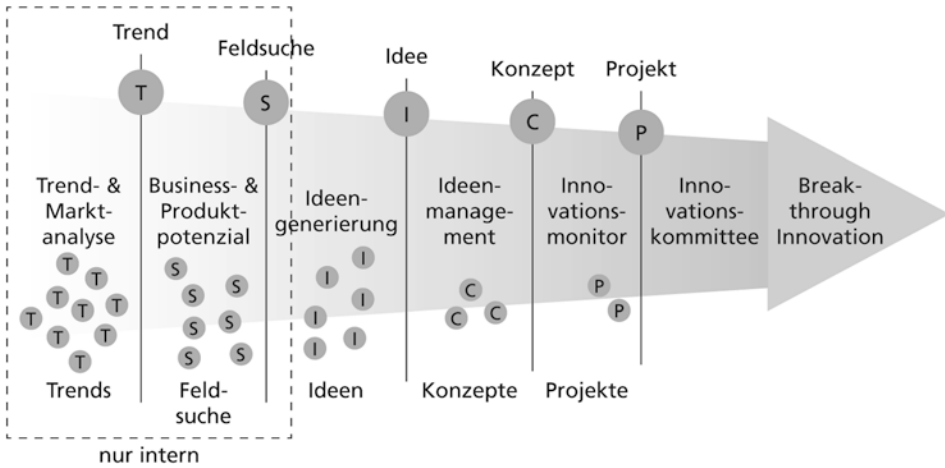 Trend
Feldsuche
Idee
Konzept
Projekt
T
S
I
C
P
Trend- &
Markt-
analyse
Business- &
Produkt-
potenzial
Ideen-
generierung
Ideen-
manage-
ment
Inno-
vations-
monitor
Inno-
vations-
kommittee
Break-
through
Innovation
T
T
T
T
T
T
T
T
T
S
S
S
S
S
S
S
I
I
I
I
I
I
C
C
C
P
P
Trends
Feld-
suche
Ideen
Konzepte
Projekte
nur intern